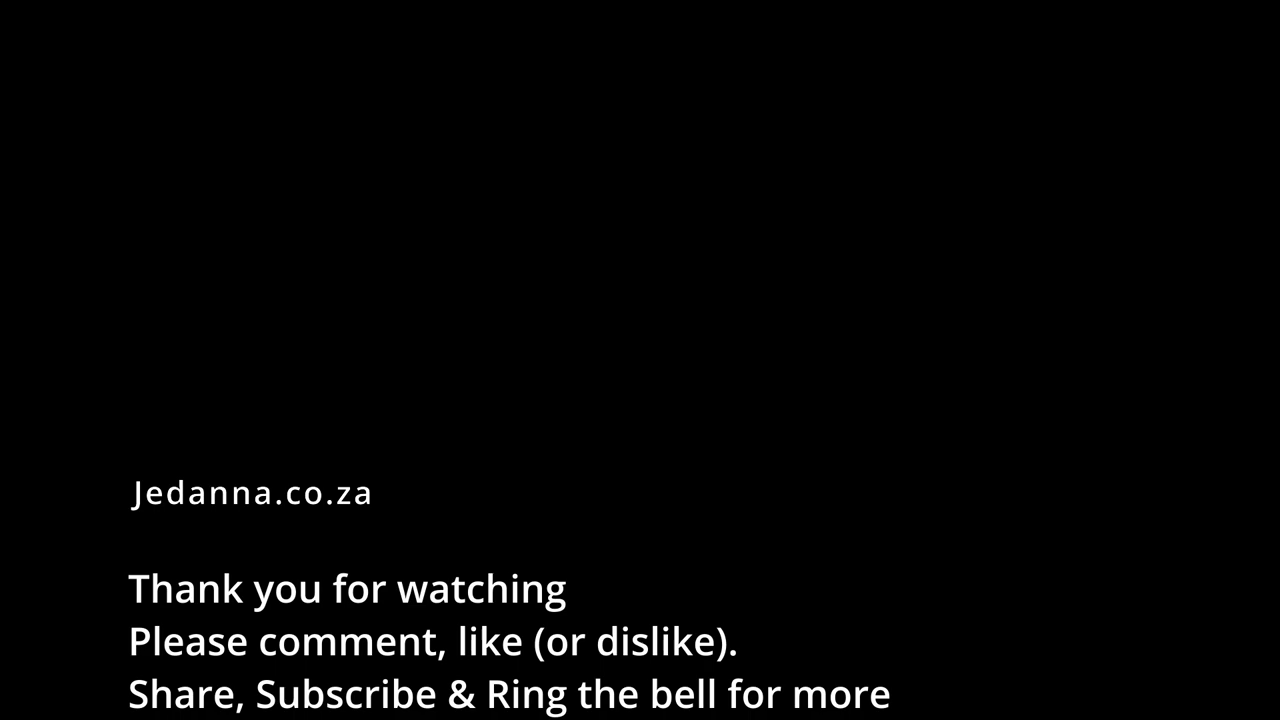 Jedanna.co.za
Thank you for watching
Please comment, like (or dislike).
Share, Subscribe & Ring the bell for more